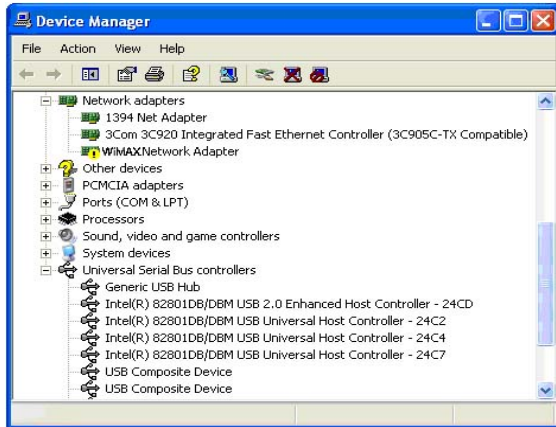 Device Manager
File Action View Help
Network adapters
1394 Net Adapter
3Com 3C920 Integrated Fast Ethernet Controller (3C905C-TX Compatible)
WiMAXNetwork Adapter
Other devices
PCMCIA adapters
Ports (COM & LPT)
Processors
Sound, video and game controllers
System devices
Universal Serial Bus controllers
Generic USB Hub
Intel(R) 82801DB/DBM USB 2.0 Enhanced Host Controller - 24CD
Intel(R) 82801DB/DBM USB Universal Host Controller - 24C2
Intel(R) 82801DB/DBM USB Universal Host Controller - 24C4
Intel(R) 82801DB/DBM USB Universal Host Controller - 24C7
USB Composite Device
USB Composite Device